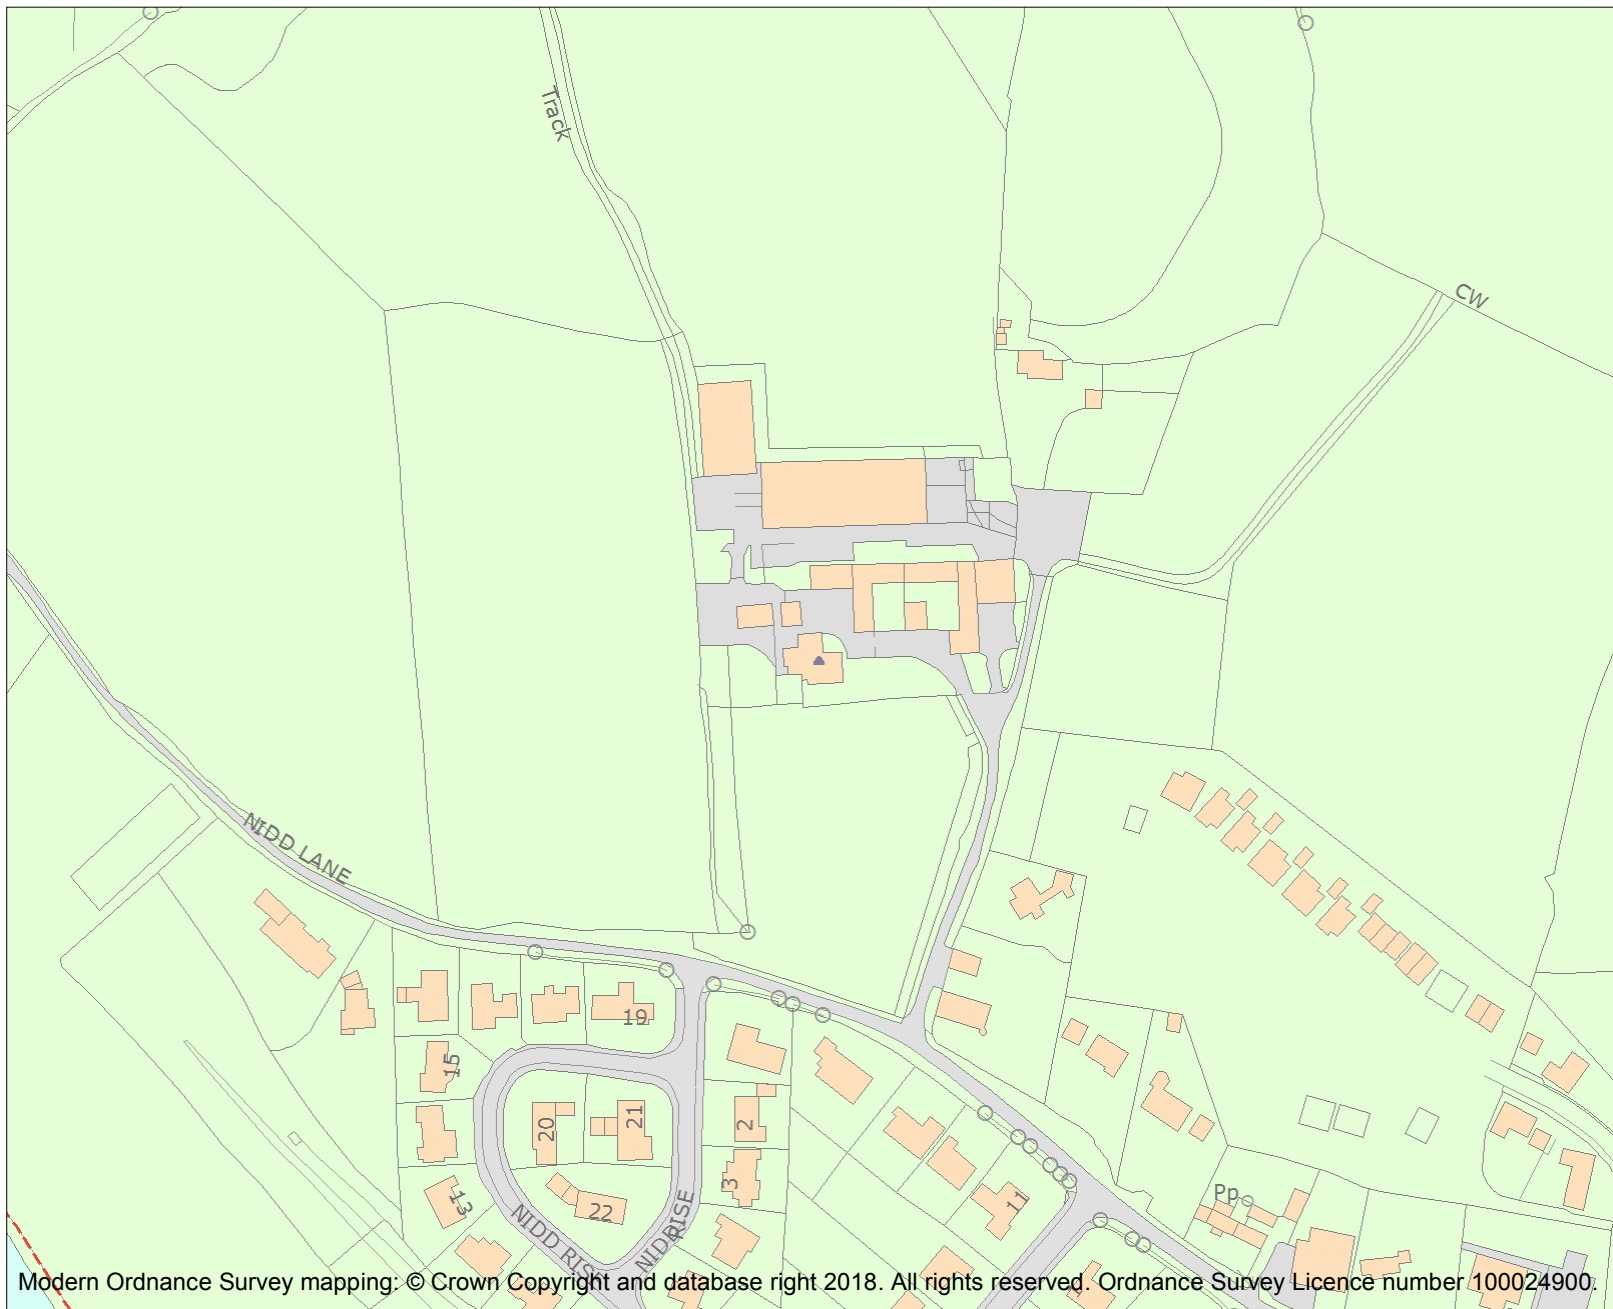 Track
CW
NIDD LANE
19
15
20
21
2
3
13
22
11
NIDD RISE
NIDD RISE
Pp
Modern Ordnance Survey mapping: © Crown Copyright and database right 2018. All rights reserved. Ordnance Survey Licence number 100024900.